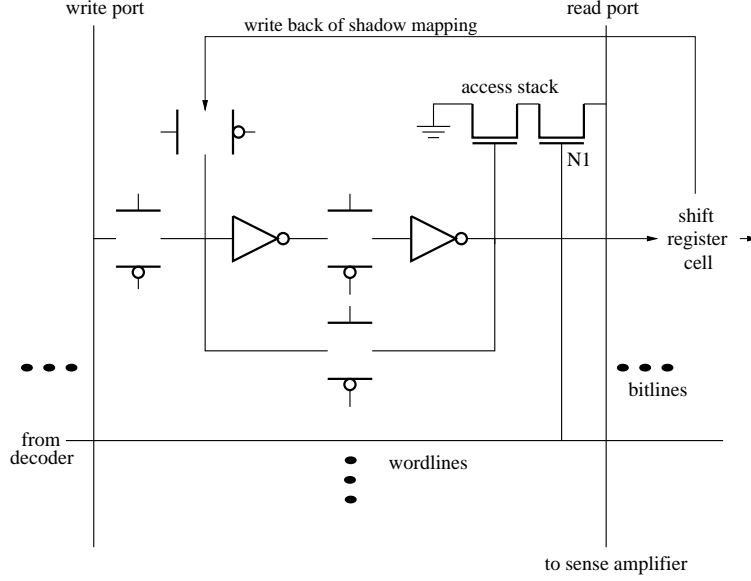 write port
read port
write back of shadow mapping
access stack
N1
shift
register
cell
bitlines
from
decoder
wordlines
to sense amplifier